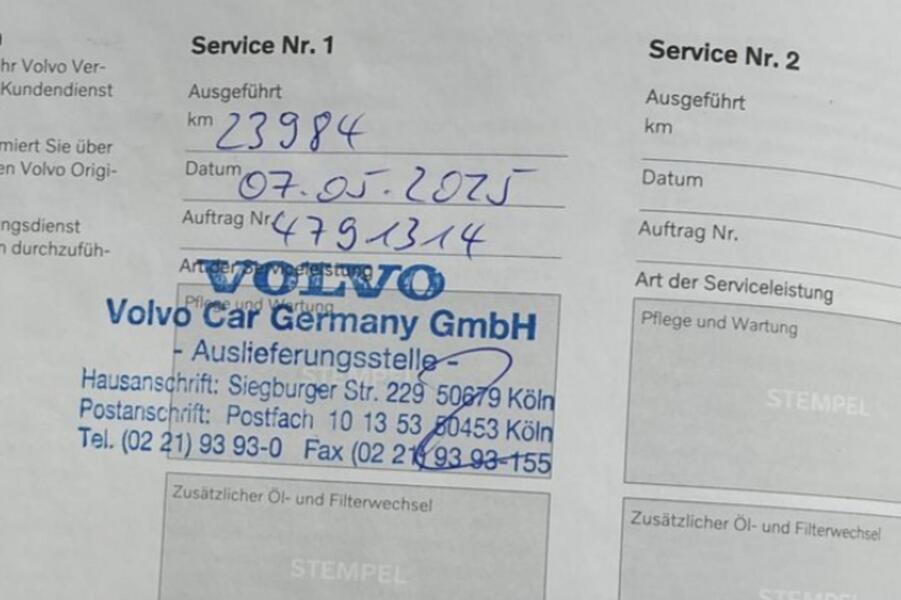 hr Volvo Ver-
Kundendienst
miert Sie über
en Volvo Origi-
ngsdienst
n durchzufüh-
Service Nr. 1
Ausgeführt
km 23984
Datum 07.05.2025
Auftrag Nr. 4791314
Art der Serviceleistung
VOLVO
Pflege und Wartung
Volvo Car Germany GmbH
- Auslieferungsstelle -
STEMPEL
Hausanschrift: Siegburger Str. 229 50679 Köln
Postanschrift: Postfach 10 13 53 50453 Köln
Tel. (02 21) 93 93-0 Fax (02 21) 93 93-155
Zusätzlicher Öl- und Filterwechsel
STEMPEL
Service Nr. 2
Ausgeführt
km
Datum
Auftrag Nr.
Art der Serviceleistung
Pflege und Wartung
STEMPEL
Zusätzlicher Öl- und Filterwechsel
STEMPEL